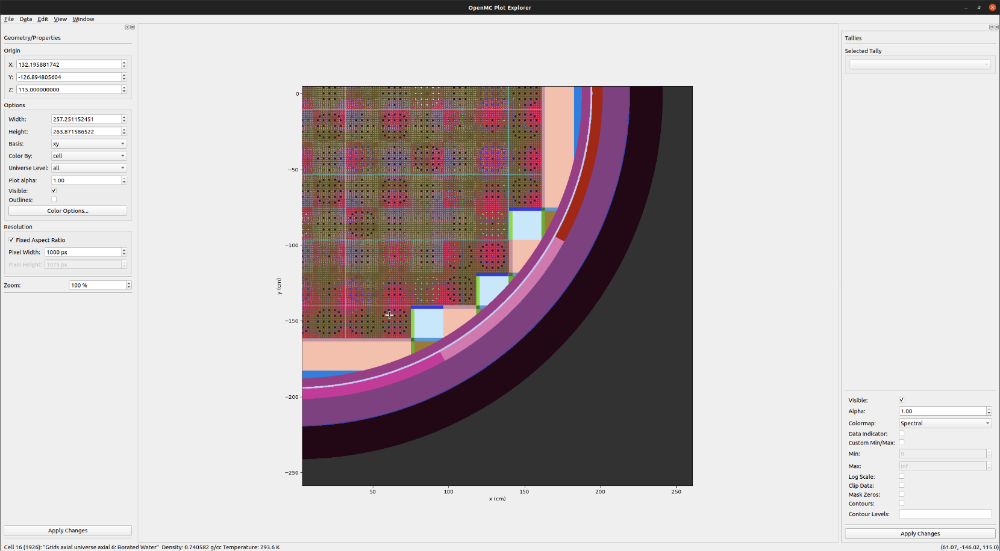 OpenMC Plot Explorer
File Data Edit View Window
Geometry/Properties
Origin
X: 132.195881742
Y: -126.894805604
Z: 115.000000000
Options
Width: 257.251152451
Height: 263.871586522
Basis: xy
Color By: cell
Universe Level: all
Plot alpha: 1.00
Visible:
Outlines:
Color Options...
Resolution
Fixed Aspect Ratio
Pixel Width: 1000 px
Pixel Height: 1025 px
Zoom: 100 %
Apply Changes
0
−50
−100
−150
−200
−250
y (cm)
50 100 150 200 250
x (cm)
Tallies
Selected Tally
Visible:
Alpha: 1.00
Colormap: Spectral
Data Indicator:
Custom Min/Max:
Min: 0
Max: inf
Log Scale:
Clip Data:
Mask Zeros:
Contours:
Contour Levels:
Apply Changes
Cell 16 (1926): "Grids axial universe axial 6: Borated Water" Density: 0.740582 g/cc Temperature: 293.6 K
(61.07, -146.02, 115.0)